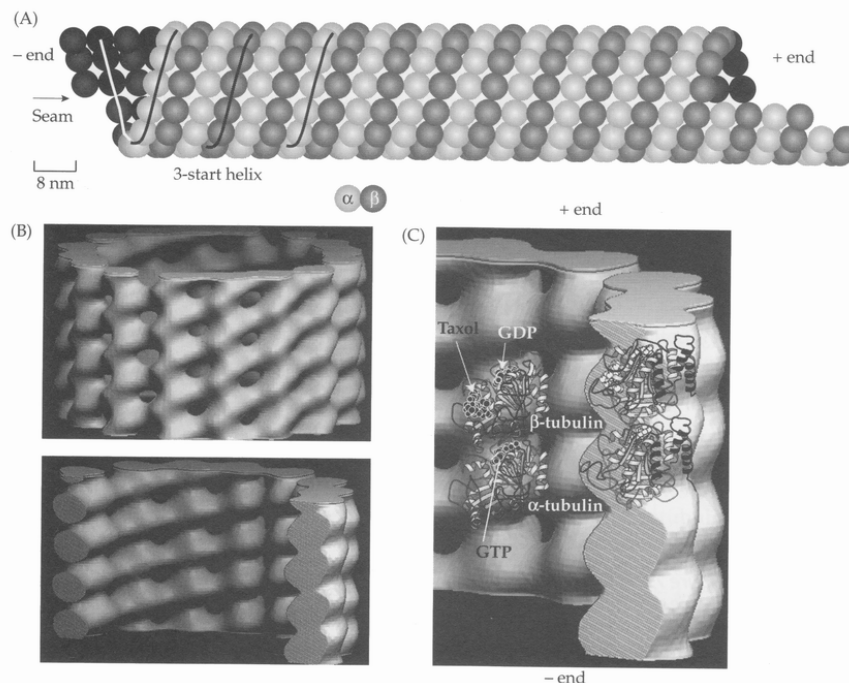 (A)
– end
+ end
Seam
8 nm
3-start helix
α β
+ end
(B)
(C)
Taxol
GDP
β-tubulin
α-tubulin
GTP
– end